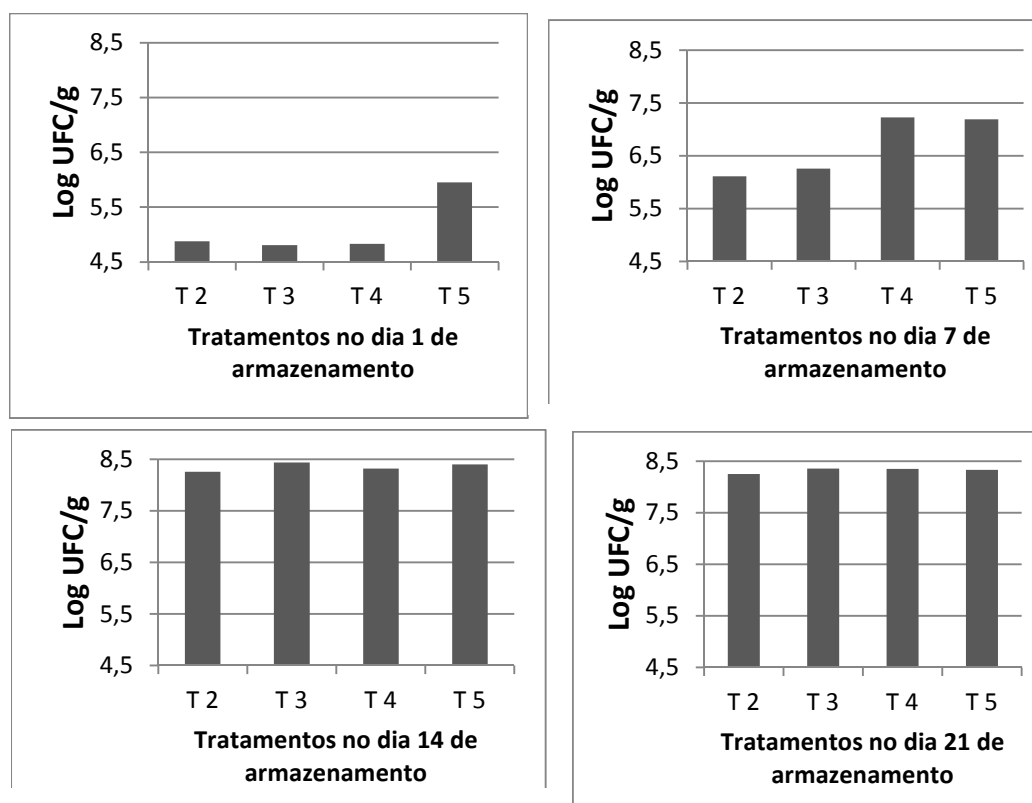 8,5
7,5
6,5
5,5
4,5
Log UFC/g
T 2 T 3 T 4 T 5
Tratamentos no dia 1 de
armazenamento
8,5
7,5
6,5
5,5
4,5
Log UFC/g
T 2 T 3 T 4 T 5
Tratamentos no dia 7 de
armazenamento
8,5
7,5
6,5
5,5
4,5
Log UFC/g
T 2 T 3 T 4 T 5
Tratamentos no dia 14 de
armazenamento
8,5
7,5
6,5
5,5
4,5
Log UFC/g
T 2 T 3 T 4 T 5
Tratamentos no dia 21 de
armazenamento